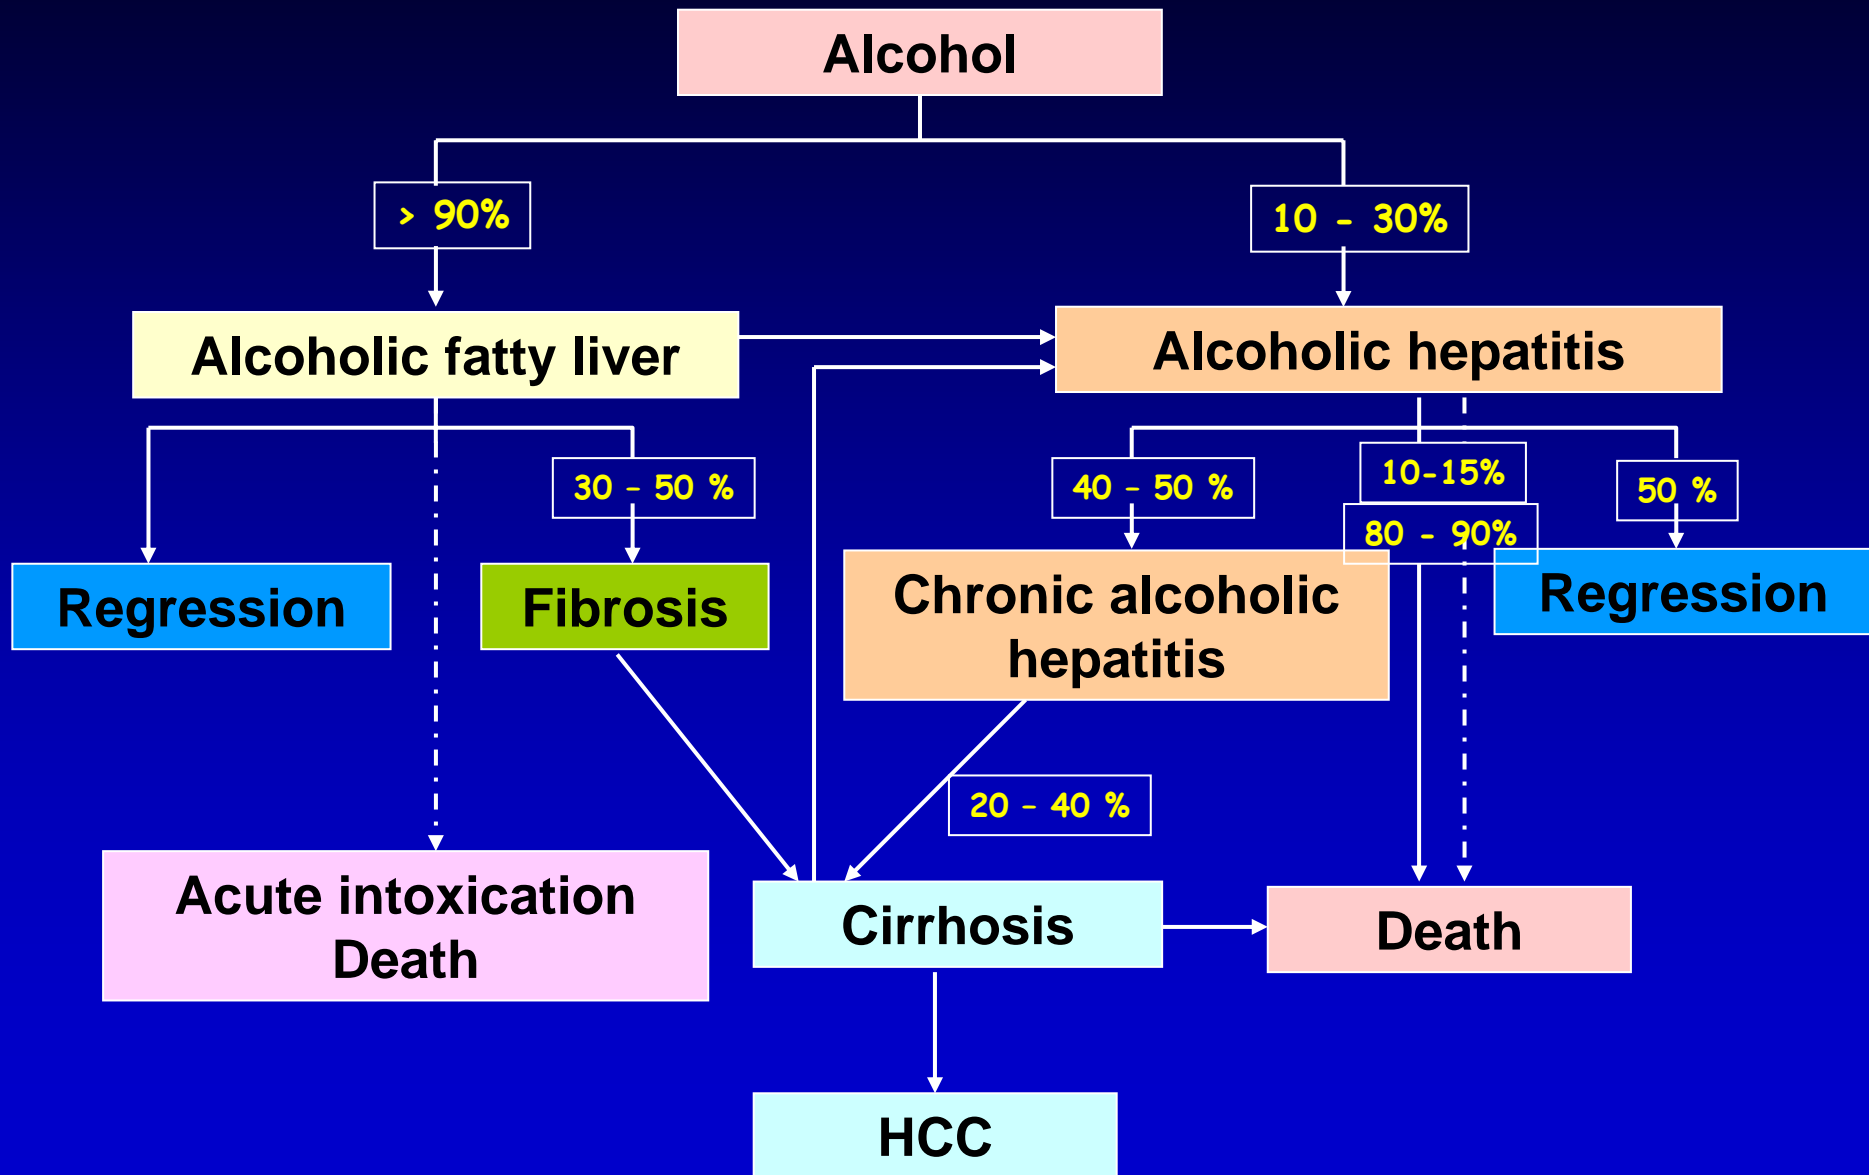 Alcohol
> 90%
10 - 30%
Alcoholic fatty liver
Alcoholic hepatitis
30 - 50 %
40 - 50 %
10-15%
50 %
80 - 90%
Regression
Fibrosis
Chronic alcoholic
hepatitis
Regression
20 - 40 %
Acute intoxication
Death
Cirrhosis
Death
HCC